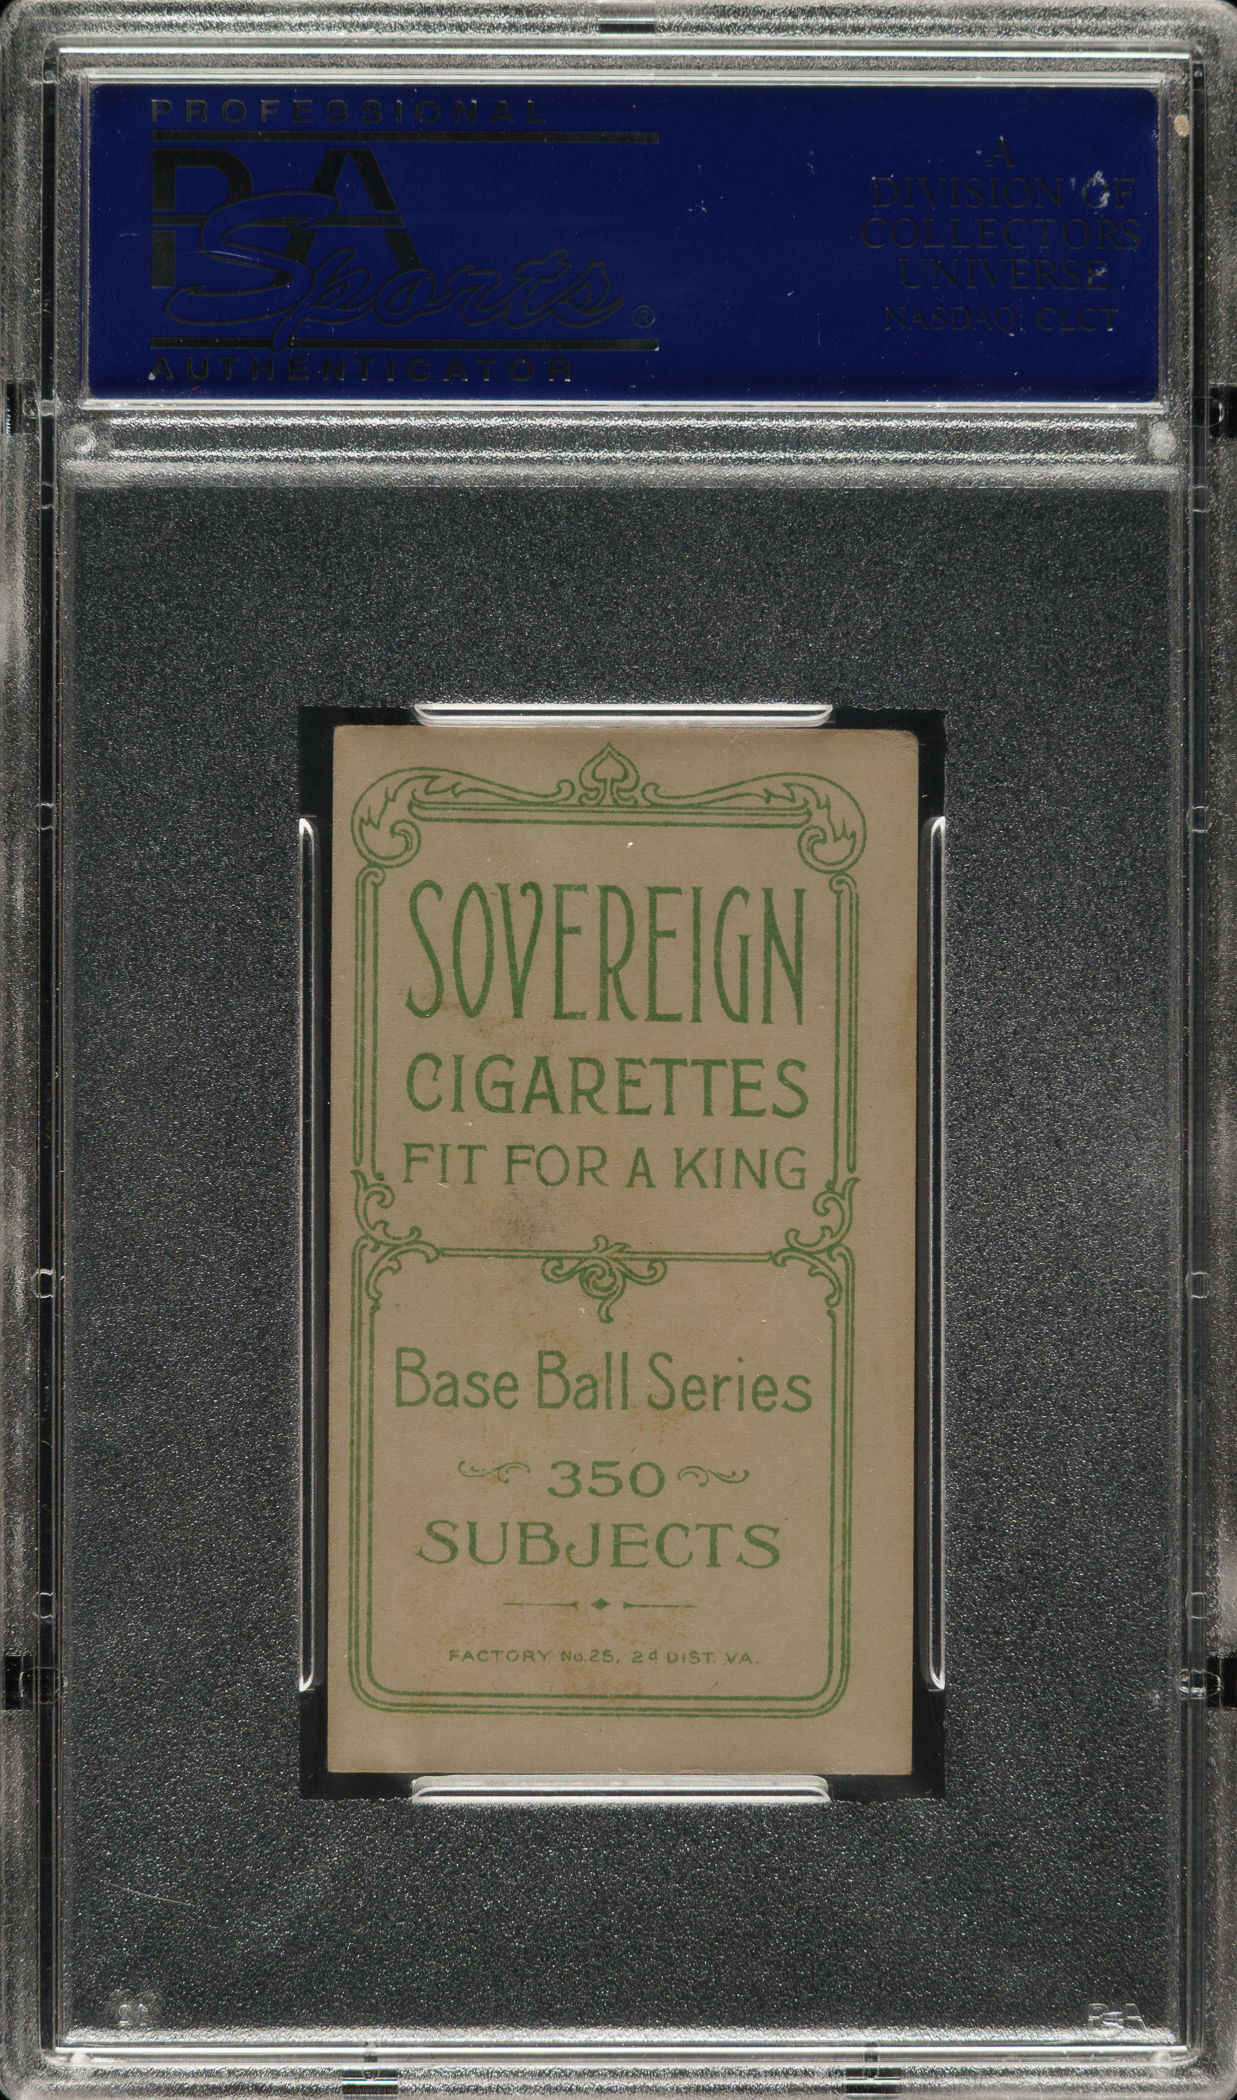 PROFESSIONAL
PSA
Sports®
AUTHENTICATOR
A
DIVISION OF
COLLECTORS
UNIVERSE
NASDAQ: CLCT
SOVEREIGN
CIGARETTES
FIT FOR A KING
Base Ball Series
350
SUBJECTS
FACTORY No. 25, 2d DIST. VA.
PSA